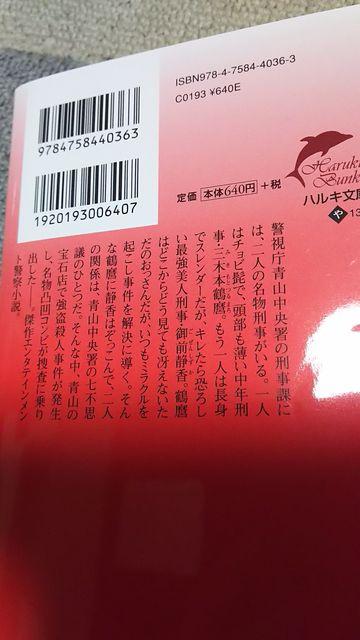 ISBN978-4-7584-4036-3
C0193 ¥640E
9784758440363
1920193006407
定価 本体640円 +税
Haruki
Bunko
ハルキ文庫
や
警視庁青山中央署の刑事課に
は、二人の名物刑事がいる。一人
はチョビ髭で、頭部も薄い中年刑
事・三木本鶴麿。もう一人は長身
でスレンダー、だが、キレたら恐ろし
い最強美人刑事・御前静香。鶴麿
はどこからどう見ても冴えないいた
だのおっさんだが、いつもミラクルを
起こし事件を解決に導く。そん
な鶴麿に静香はぞっこんで、二人
の関係は、青山中央署の七不思
議のひとつだ。そんな中、青山の
宝石店で強盗殺人事件が発生
し、名物凸凹コンビが捜査に乗り
出した――。傑作エンタテインメン
ト警察小説。